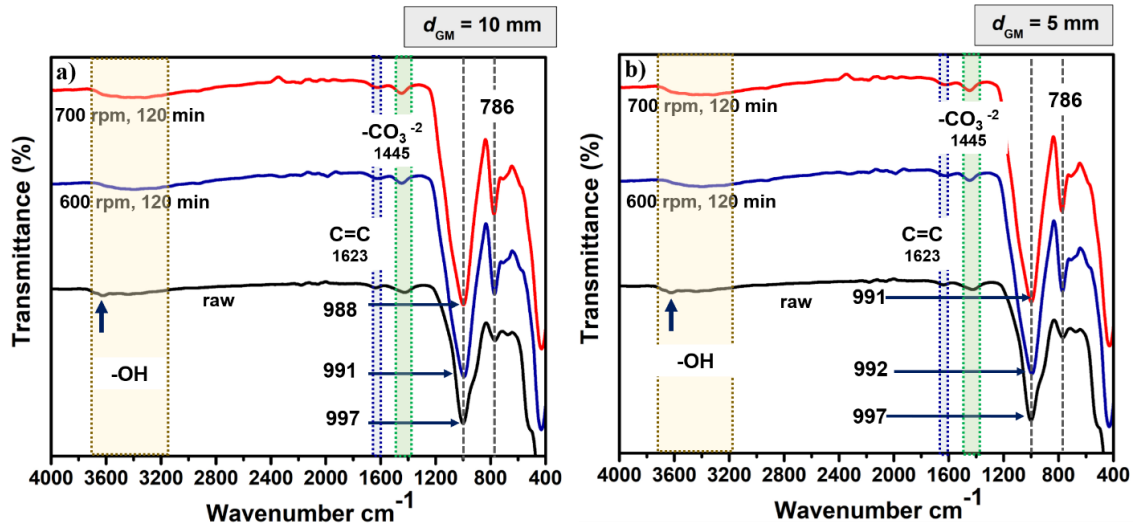 d_GM = 10 mm
a)
700 rpm, 120 min
600 rpm, 120 min
raw
-OH
C=C
1623
-CO₃⁻²
1445
786
988
991
997
Transmittance (%)
4000 3600 3200 2800 2400 2000 1600 1200 800 400
Wavenumber cm⁻¹
d_GM = 5 mm
b)
700 rpm, 120 min
600 rpm, 120 min
raw
-OH
C=C
1623
-CO₃⁻²
1445
786
991
992
997
Transmittance (%)
4000 3600 3200 2800 2400 2000 1600 1200 800 400
Wavenumber cm⁻¹